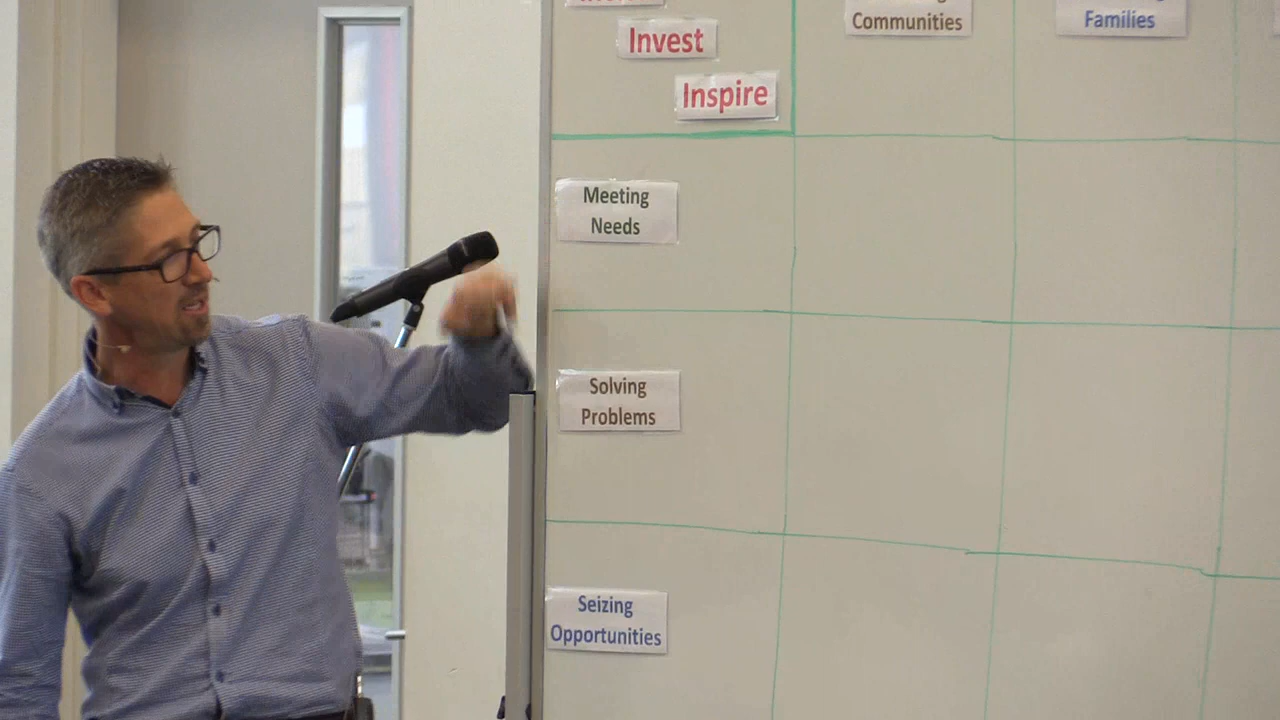 Invest
Inspire
Communities
Families
Meeting
Needs
Solving
Problems
Seizing
Opportunities